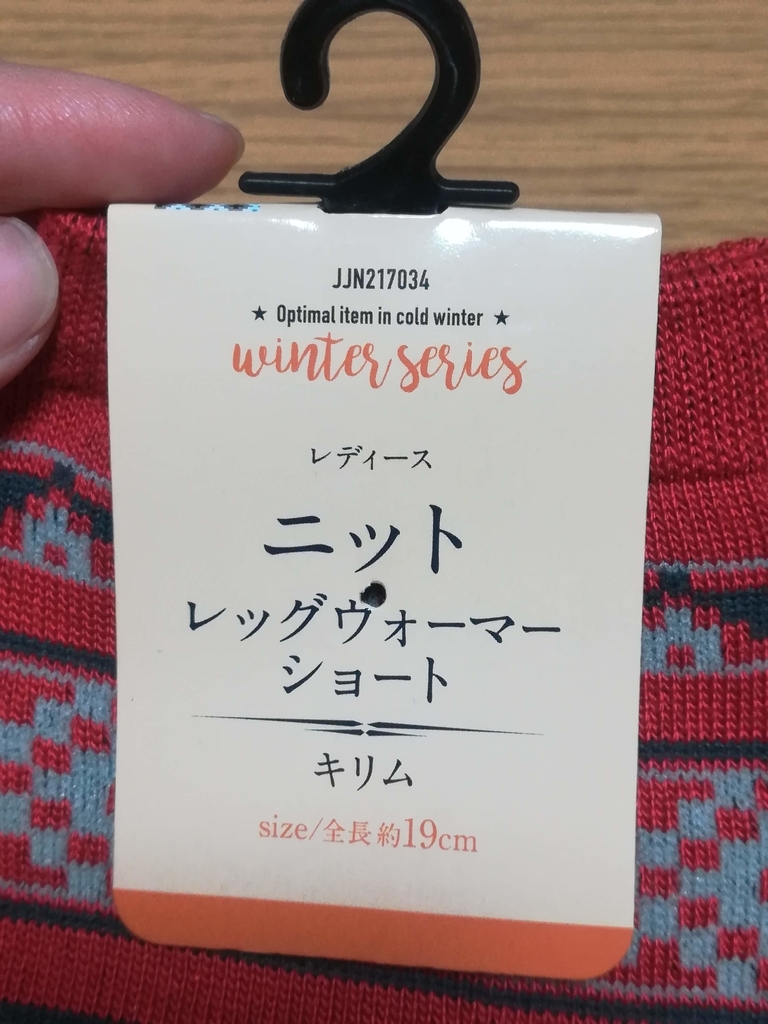 JJN217034
★ Optimal item in cold winter ★
winter series
レディース
ニット
レッグウォーマー
ショート
キリム
size/全長約19cm